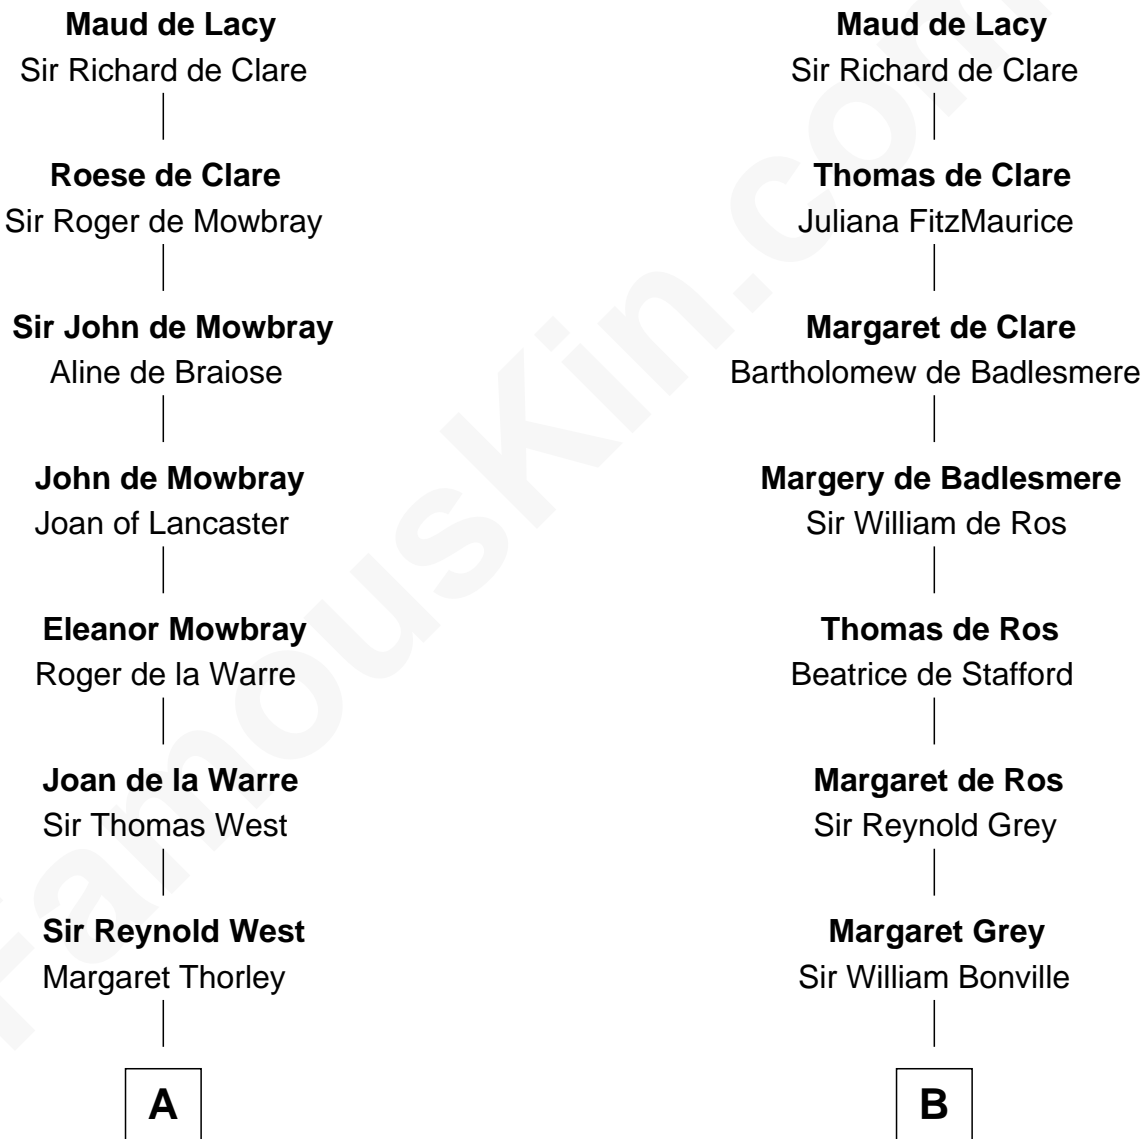 Maud de Lacy
Sir Richard de Clare
Roese de Clare
Sir Roger de Mowbray
Sir John de Mowbray
Aline de Braiose
John de Mowbray
Joan of Lancaster
Eleanor Mowbray
Roger de la Warre
Joan de la Warre
Sir Thomas West
Sir Reynold West
Margaret Thorley
A
Maud de Lacy
Sir Richard de Clare
Thomas de Clare
Juliana FitzMaurice
Margaret de Clare
Bartholomew de Badlesmere
Margery de Badlesmere
Sir William de Ros
Thomas de Ros
Beatrice de Stafford
Margaret de Ros
Sir Reynold Grey
Margaret Grey
Sir William Bonville
B
FamousKin.com